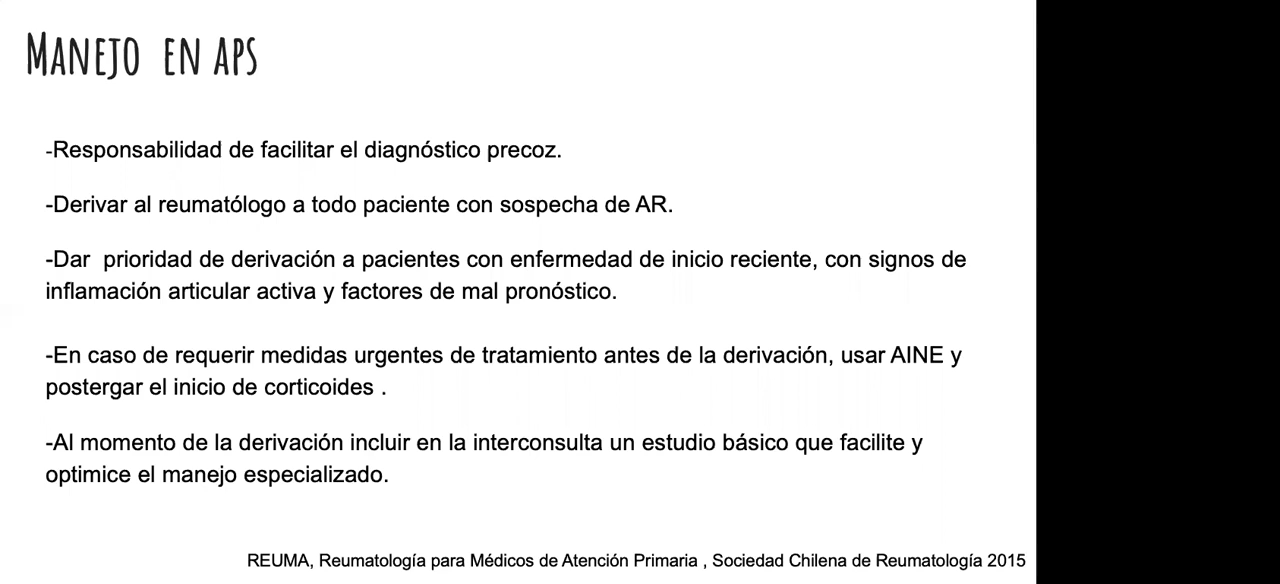 MANEJO EN APS
-Responsabilidad de facilitar el diagnóstico precoz.
-Derivar al reumatólogo a todo paciente con sospecha de AR.
-Dar prioridad de derivación a pacientes con enfermedad de inicio reciente, con signos de
inflamación articular activa y factores de mal pronóstico.
-En caso de requerir medidas urgentes de tratamiento antes de la derivación, usar AINE y
postergar el inicio de corticoides .
-Al momento de la derivación incluir en la interconsulta un estudio básico que facilite y
optimice el manejo especializado.
REUMA, Reumatología para Médicos de Atención Primaria , Sociedad Chilena de Reumatología 2015